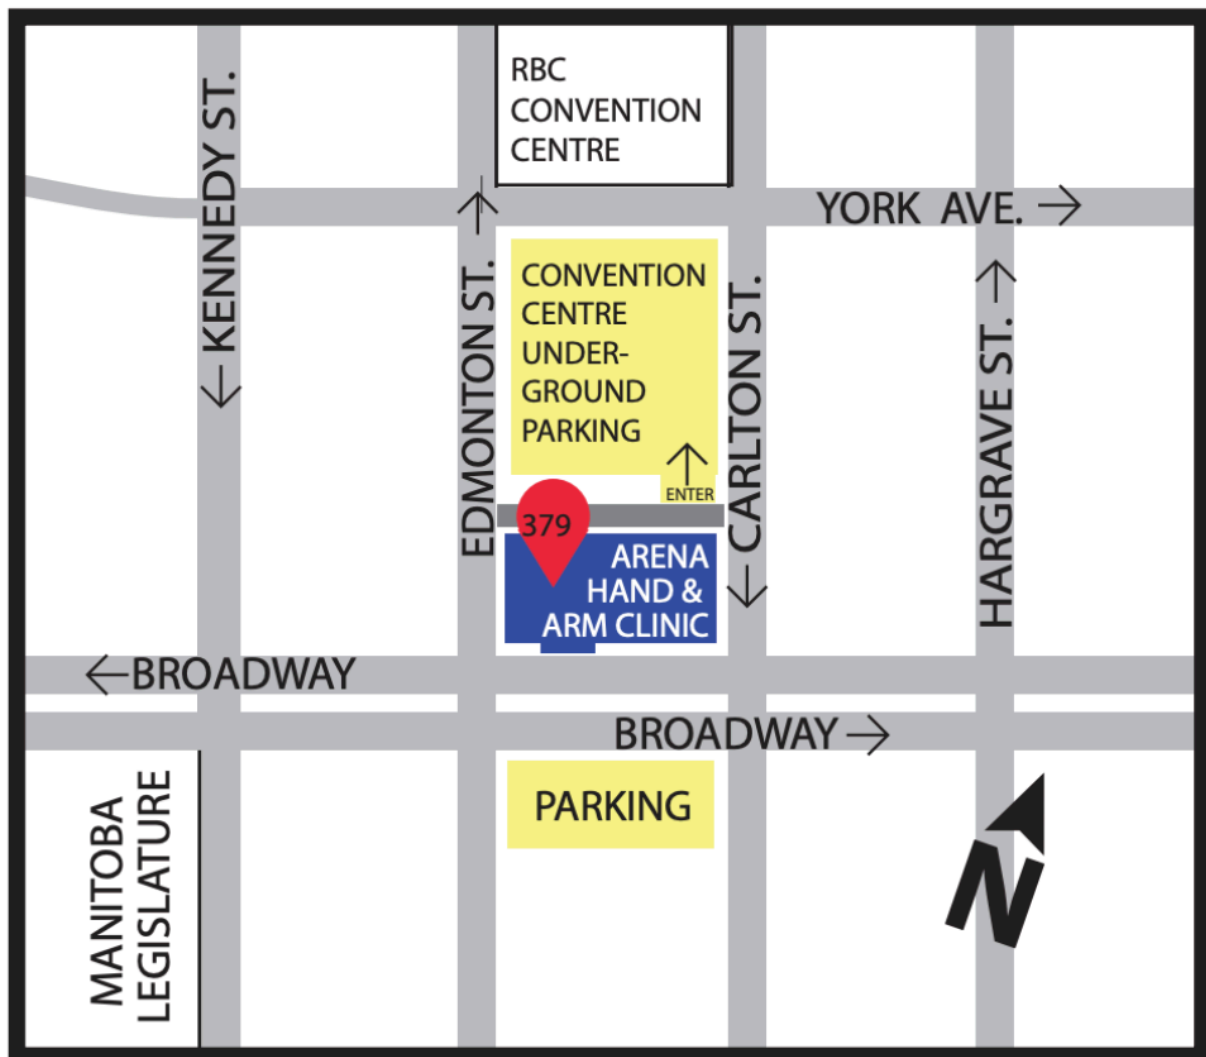 RBC
CONVENTION
CENTRE
KENNEDY ST.
YORK AVE.
EDMONTON ST.
CONVENTION
CENTRE
UNDER-
GROUND
PARKING
ENTER
CARLTON ST.
HARGRAVE ST.
379
ARENA
HAND &
ARM CLINIC
BROADWAY
BROADWAY
MANITOBA
LEGISLATURE
PARKING
N